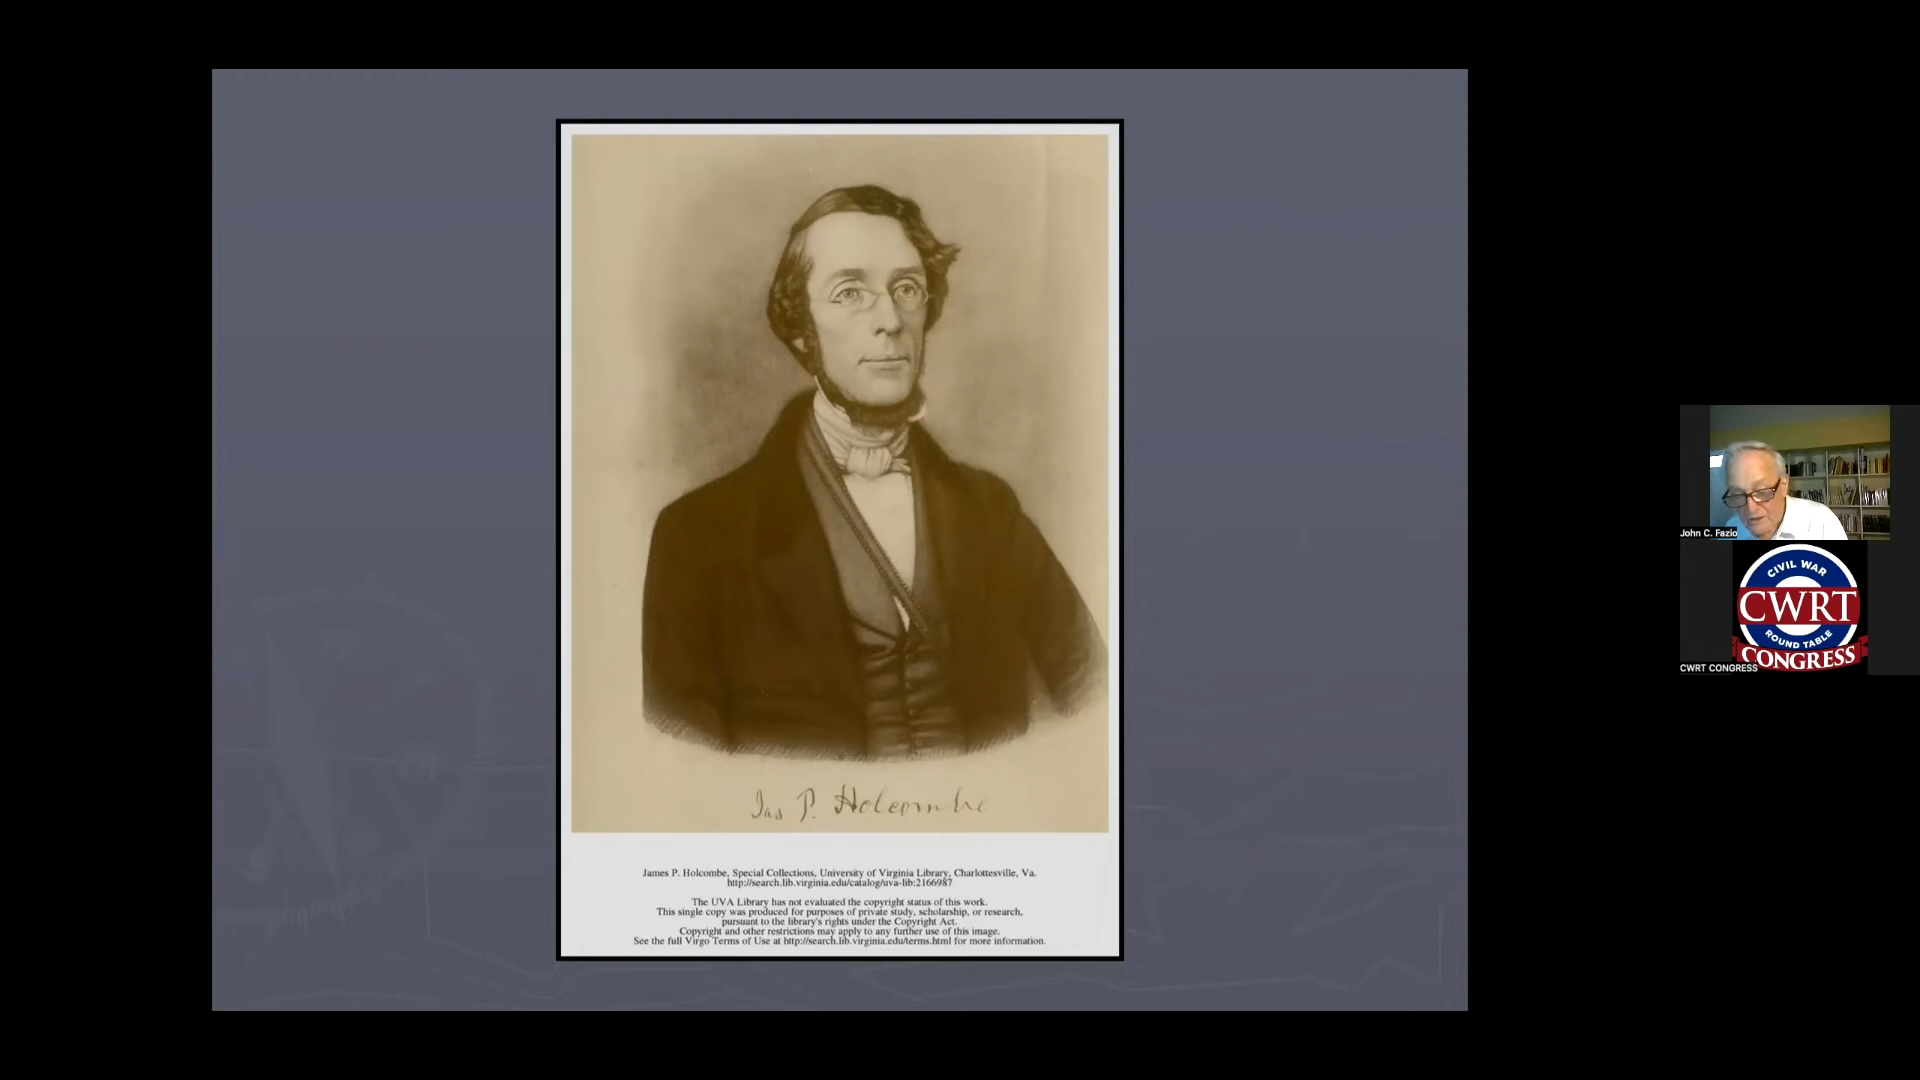 Jas P. Holcombe
James P. Holcombe, Special Collections, University of Virginia Library, Charlottesville, Va.
http://search.lib.virginia.edu/catalog/uva-lib:2166987
The UVA Library has not evaluated the copyright status of this work.
This single copy was produced for purposes of private study, scholarship, or research,
pursuant to the library's rights under the Copyright Act.
Copyright and other restrictions may apply to any further use of this image.
See the full Virgo Terms of Use at http://search.lib.virginia.edu/terms.html for more information.
John C. Fazio
CIVIL WAR
CWRT
ROUND TABLE
CONGRESS
CWRT CONGRESS